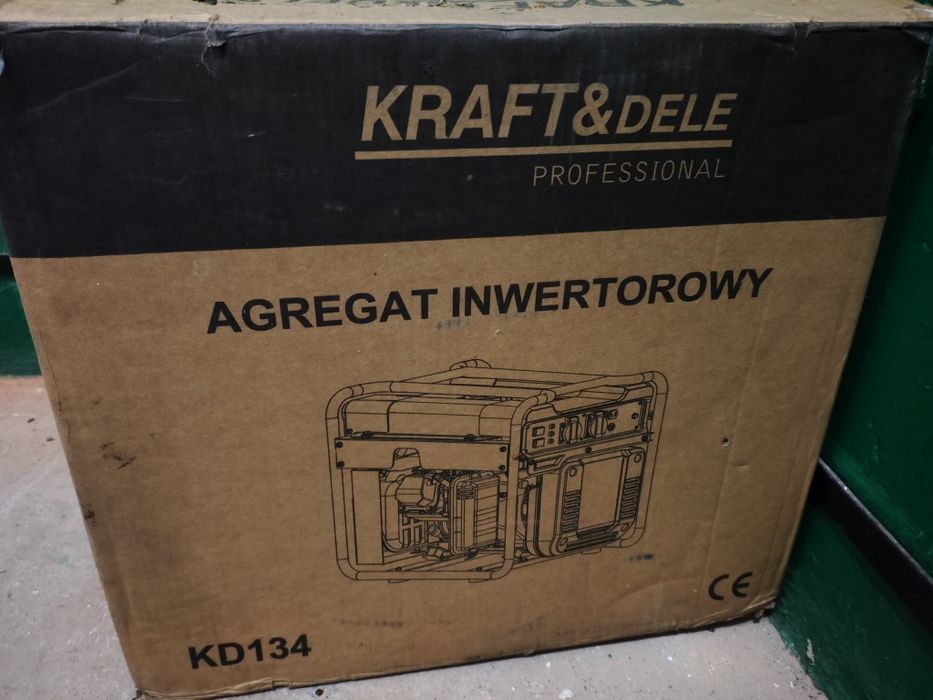 KRAFT&DELE
PROFESSIONAL
AGREGAT INWERTOROWY
CE
KD134